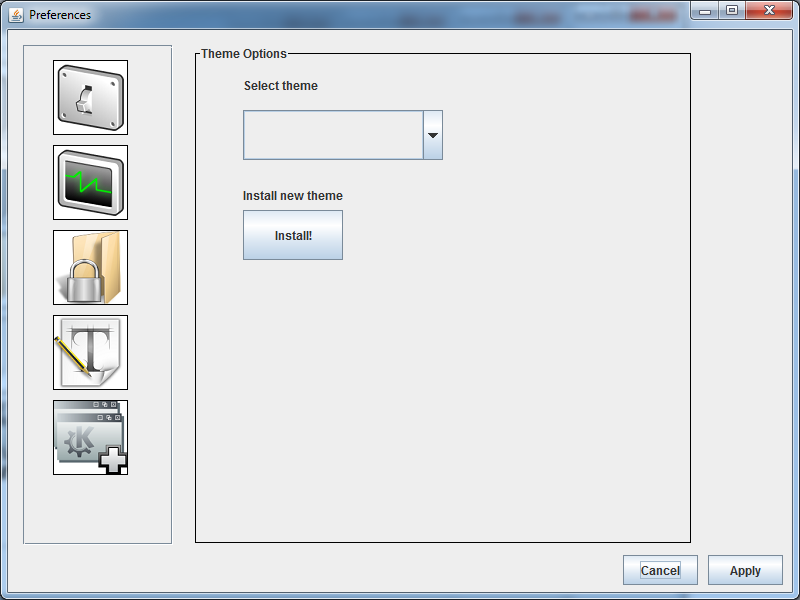 Preferences
Theme Options
Select theme
Install new theme
Install!
T
K
Cancel
Apply